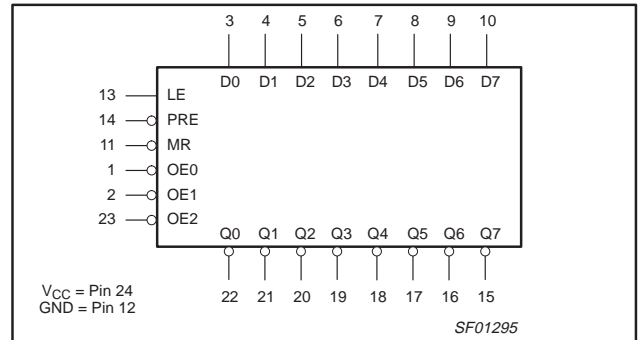 3 4 5 6 7 8 9 10
D0 D1 D2 D3 D4 D5 D6 D7
13 LE
14 PRE
11 MR
1 OE0
2 OE1
23 OE2
Q0 Q1 Q2 Q3 Q4 Q5 Q6 Q7
22 21 20 19 18 17 16 15
VCC = Pin 24
GND = Pin 12
SF01295